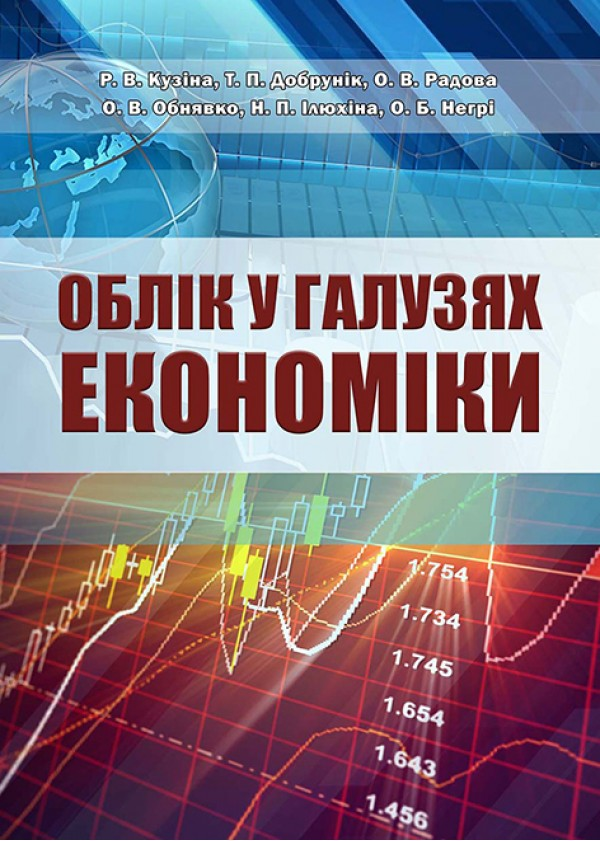 Р. В. Кузіна, Т. П. Добрунік, О. В. Радова
О. В. Обнявко, Н. П. Ілюхіна, О. Б. Негрі
ОБЛІК У ГАЛУЗЯХ
ЕКОНОМІКИ
1.754
1.734
1.745
1.654
1.643
1.456